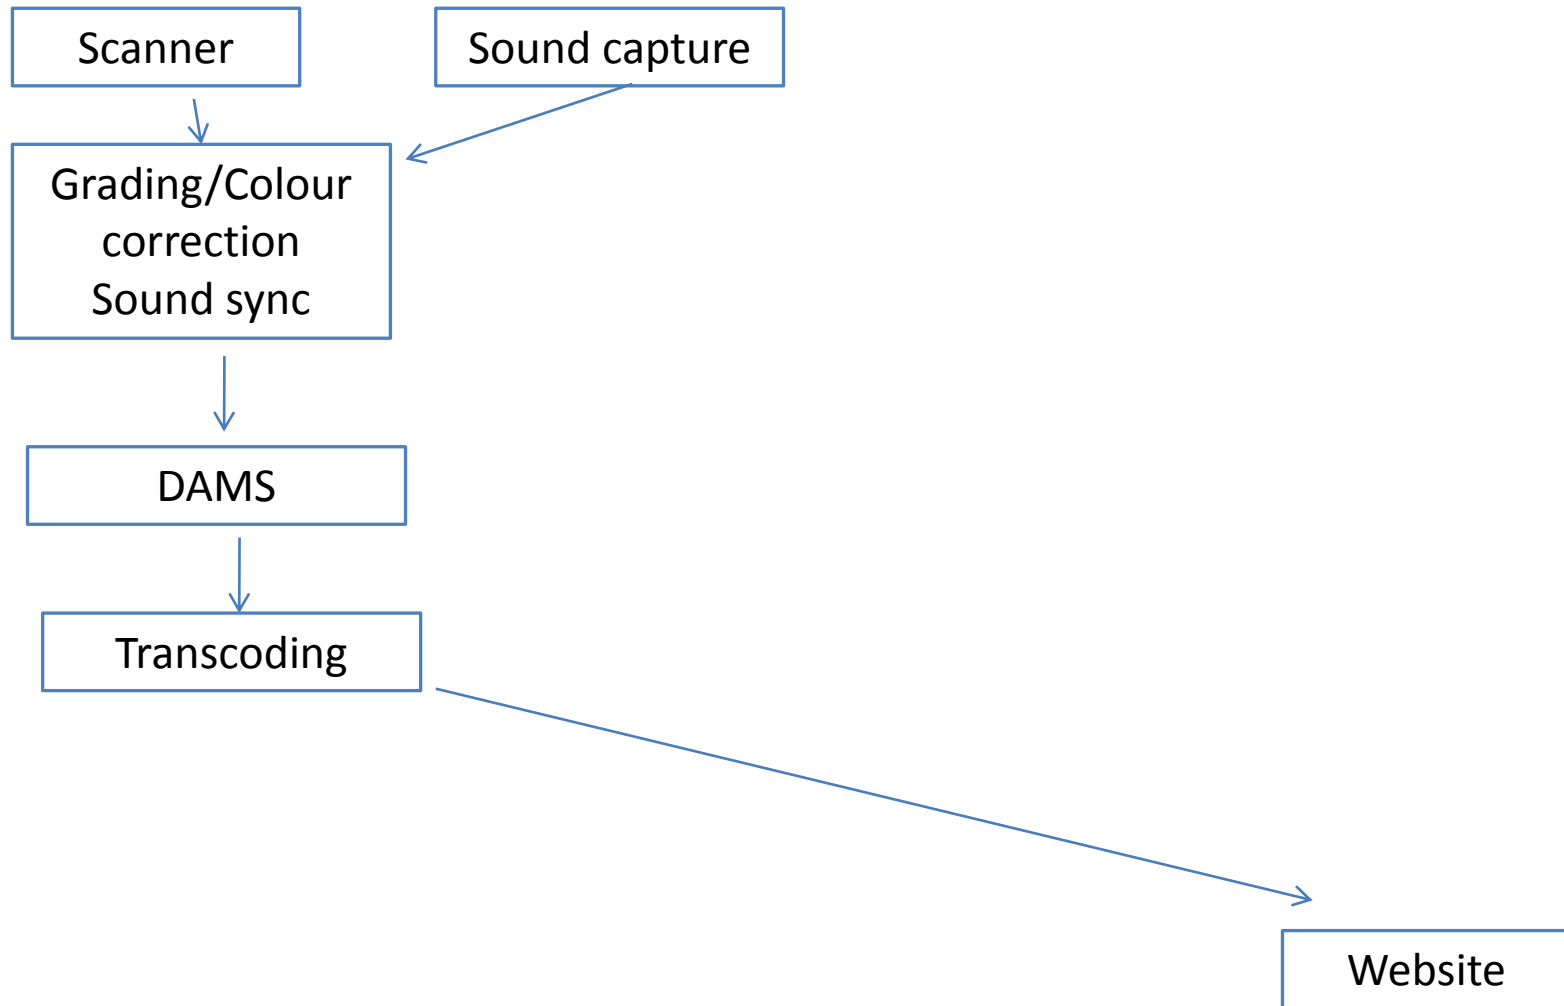 Scanner
Sound capture
Grading/Colour
correction
Sound sync
DAMS
Transcoding
Website